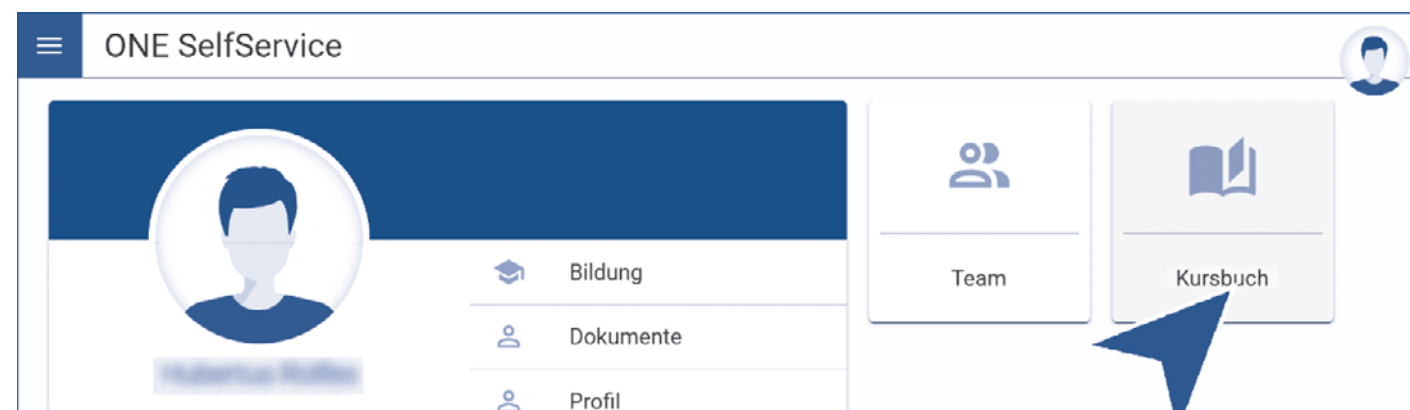 ONE SelfService
Bildung
Dokumente
Profil
Team
Kursbuch